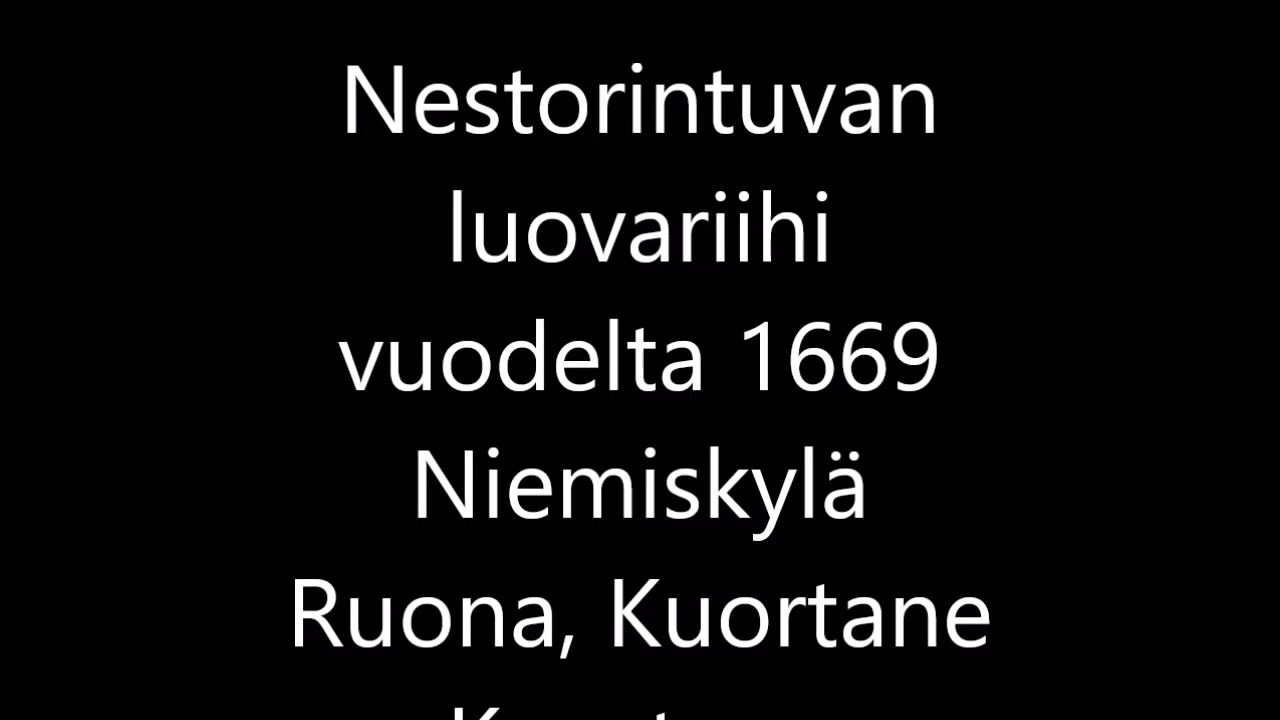 Nestorintuvan
luovariihi
vuodelta 1669
Niemiskylä
Ruona, Kuortane